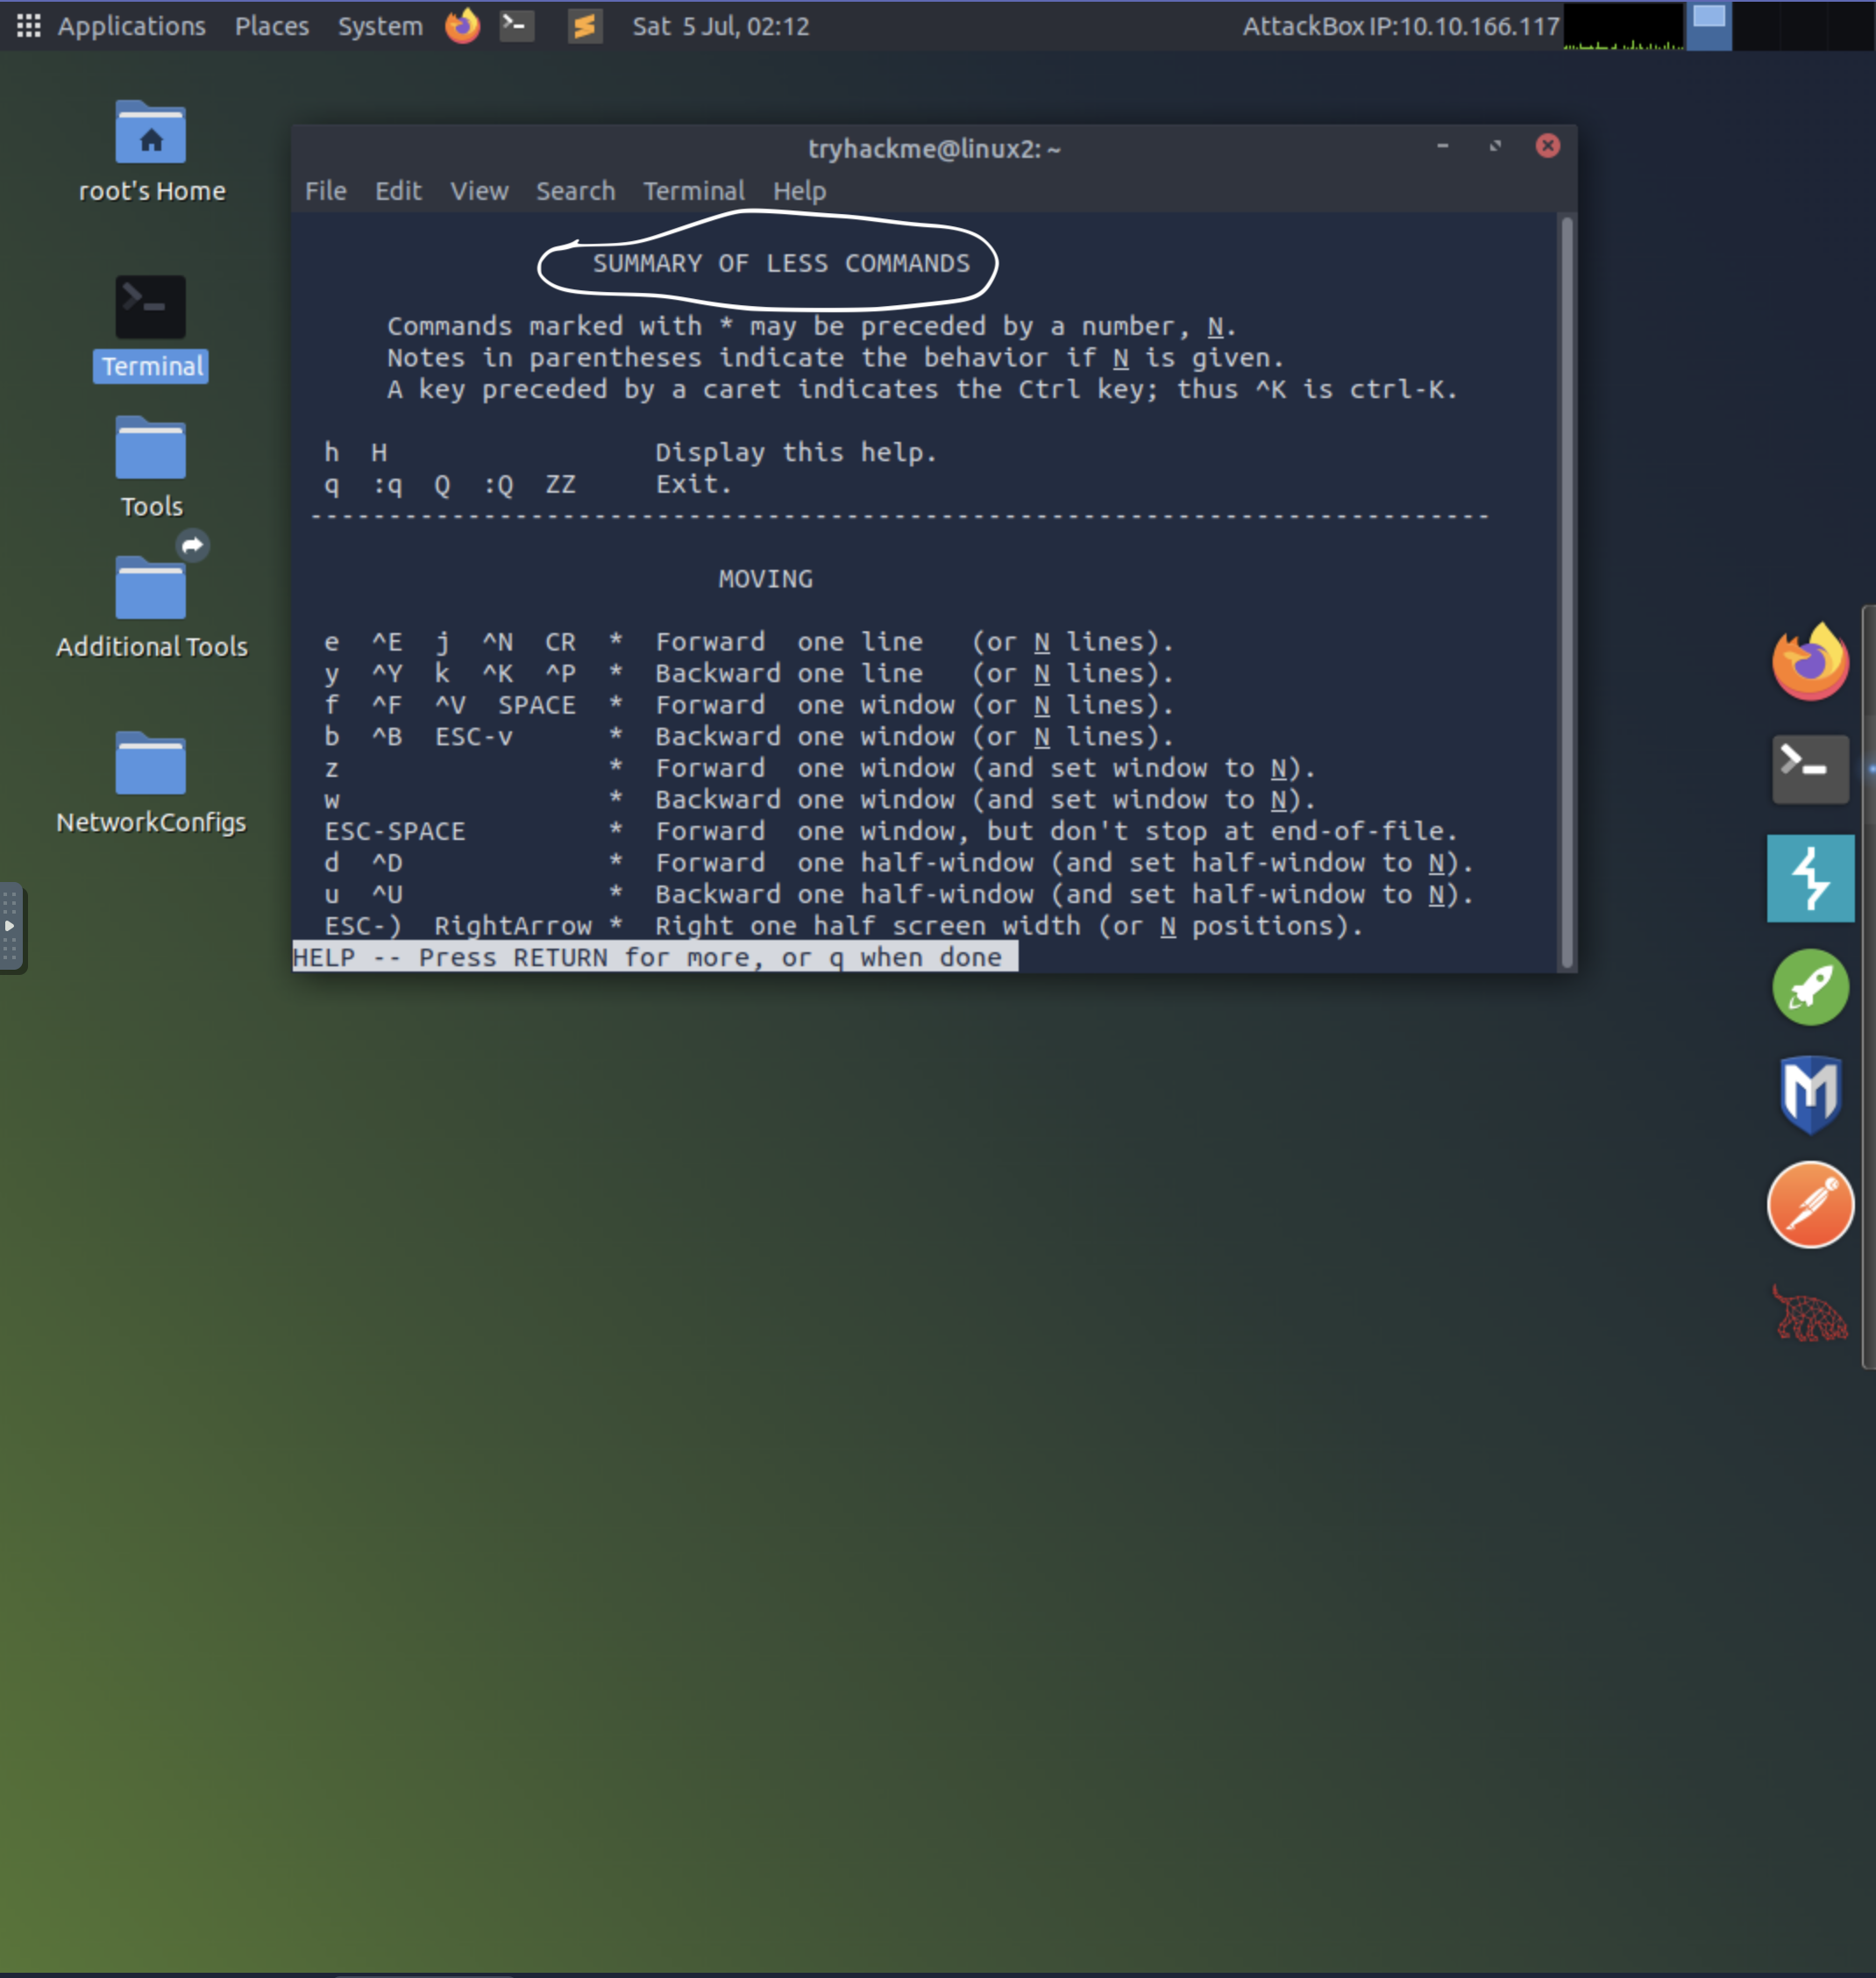 Applications Places System Sat 5 Jul, 02:12 AttackBox IP:10.10.166.117
root's Home
Terminal
Tools
Additional Tools
NetworkConfigs
tryhackme@linux2: ~
File Edit View Search Terminal Help
SUMMARY OF LESS COMMANDS
Commands marked with * may be preceded by a number, N.
Notes in parentheses indicate the behavior if N is given.
A key preceded by a caret indicates the Ctrl key; thus ^K is ctrl-K.
h H Display this help.
q :q Q :Q ZZ Exit.
---------------------------------------------------------------------------
MOVING
e ^E j ^N CR * Forward one line (or N lines).
y ^Y k ^K ^P * Backward one line (or N lines).
f ^F ^V SPACE * Forward one window (or N lines).
b ^B ESC-v * Backward one window (or N lines).
z * Forward one window (and set window to N).
w * Backward one window (and set window to N).
ESC-SPACE * Forward one window, but don't stop at end-of-file.
d ^D * Forward one half-window (and set half-window to N).
u ^U * Backward one half-window (and set half-window to N).
ESC-) RightArrow * Right one half screen width (or N positions).
HELP -- Press RETURN for more, or q when done